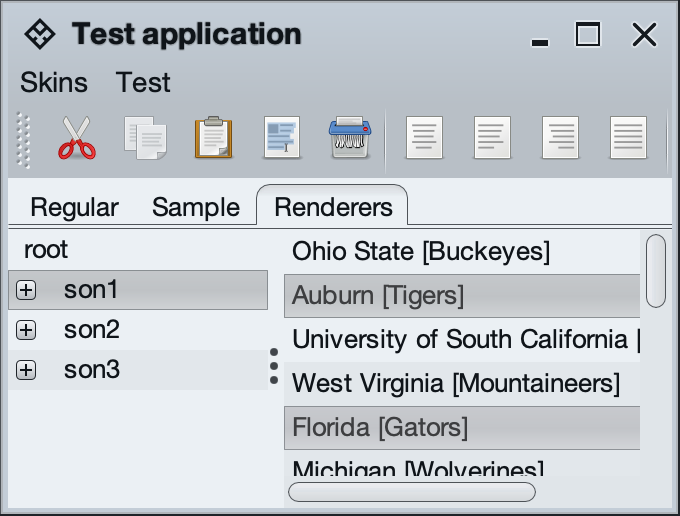 Test application
Skins Test
Regular Sample Renderers
root
son1
son2
son3
Ohio State [Buckeyes]
Auburn [Tigers]
University of South California [
West Virginia [Mountaineers]
Florida [Gators]
Michigan [Wolverines]